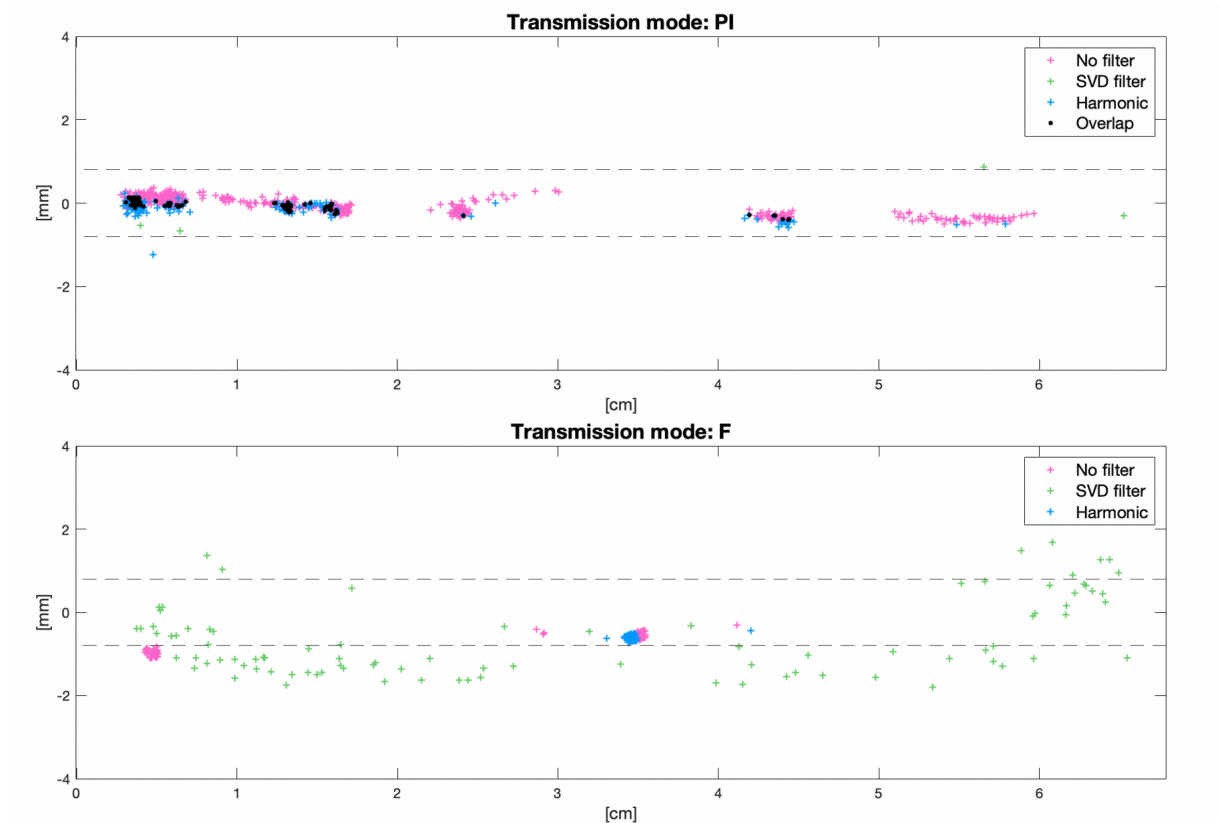 Transmission mode: PI
4
2
0
-2
-4
[mm]
0 1 2 3 4 5 6
[cm]
No filter
SVD filter
Harmonic
Overlap
Transmission mode: F
4
2
0
-2
-4
[mm]
0 1 2 3 4 5 6
[cm]
No filter
SVD filter
Harmonic